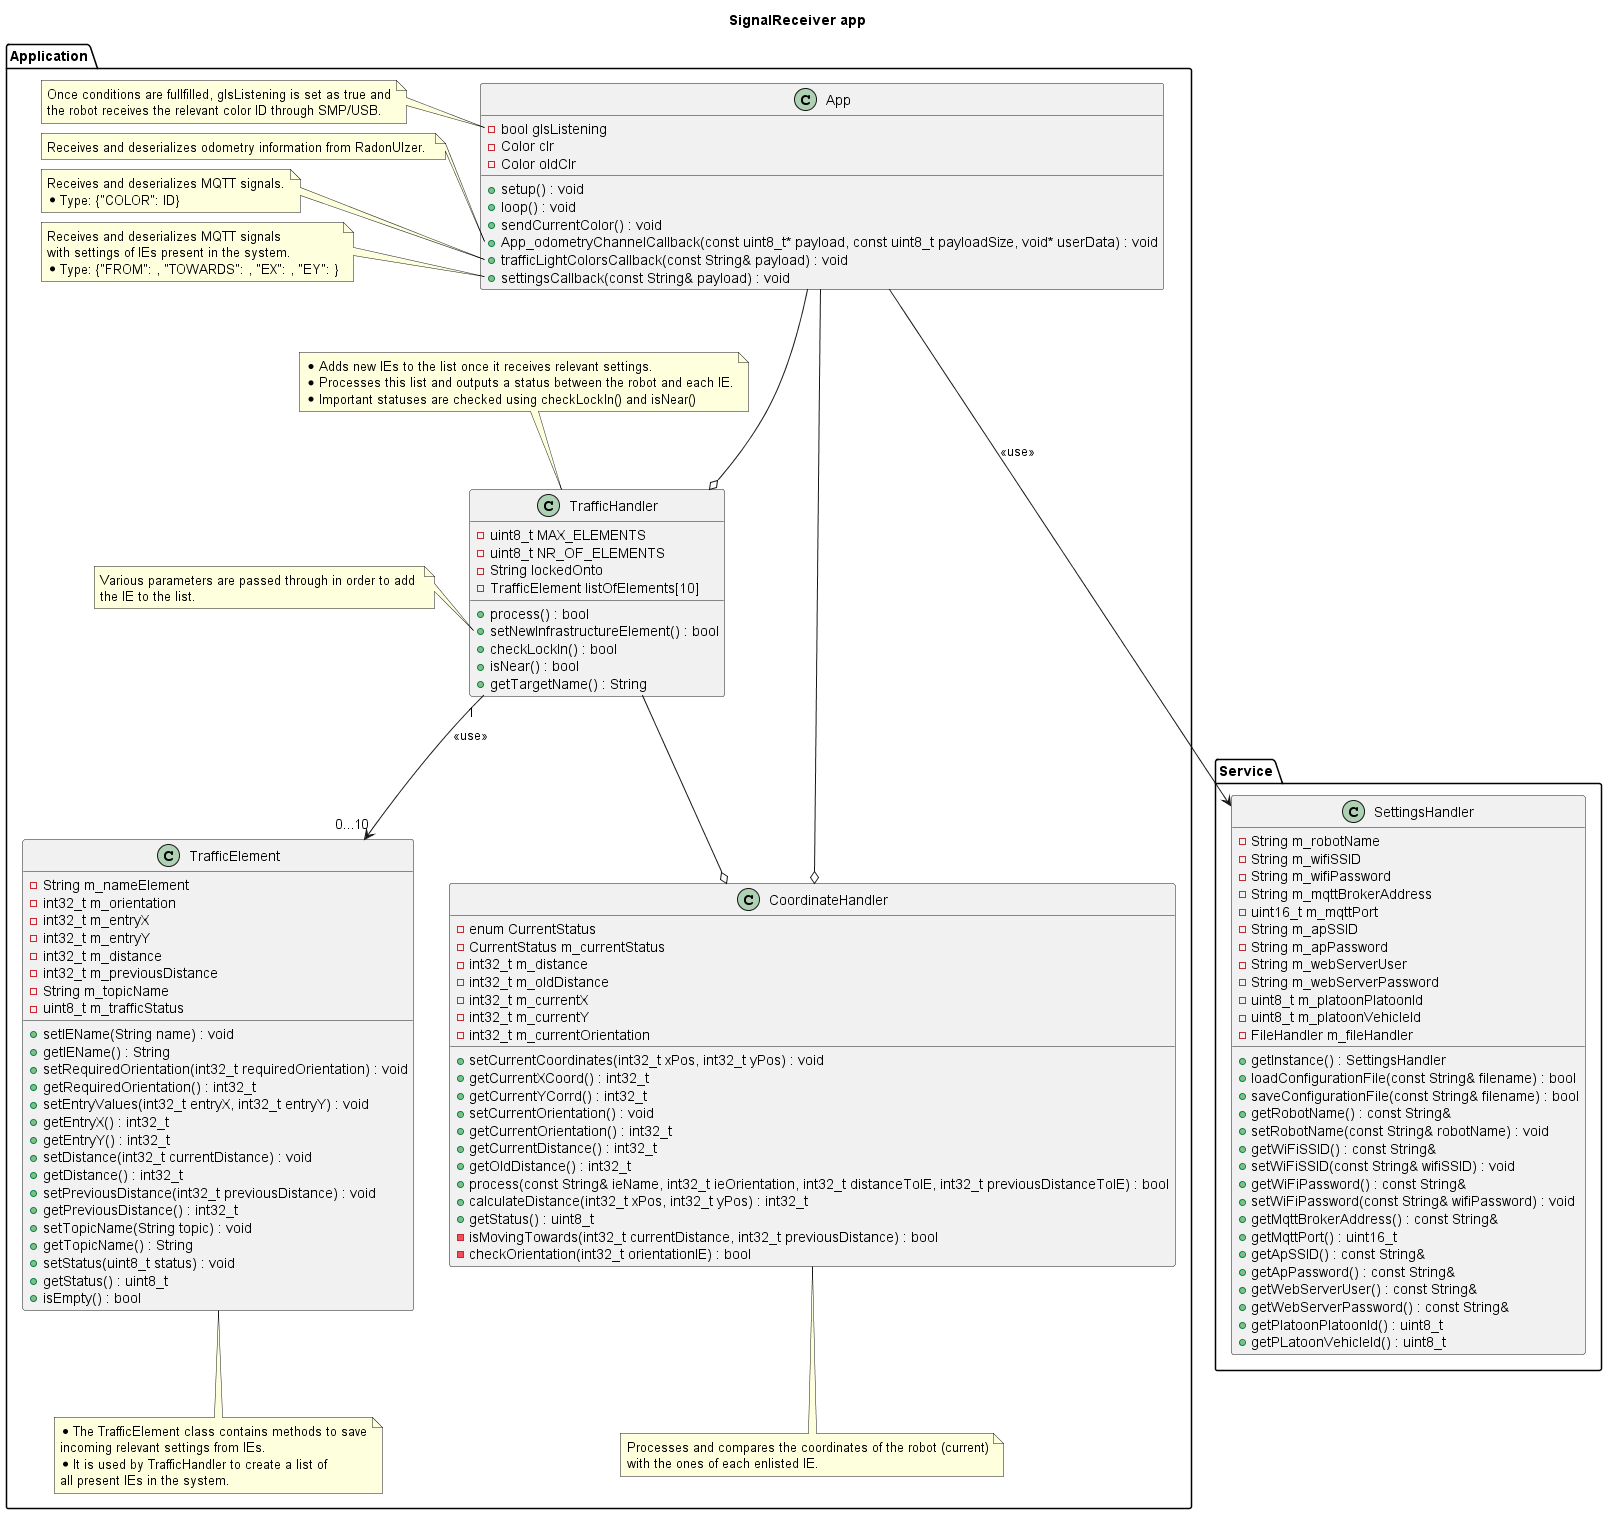 SignalReceiver app
Application
Once conditions are fullfilled, gIsListening is set as true and
the robot receives the relevant color ID through SMP/USB.
Receives and deserializes odometry information from RadonUlzer.
Receives and deserializes MQTT signals.
• Type: {"COLOR": ID}
Receives and deserializes MQTT signals
with settings of IEs present in the system.
• Type: {"FROM": , "TOWARDS": , "EX": , "EY": }
C App
bool gIsListening
Color clr
Color oldClr
setup() : void
loop() : void
sendCurrentColor() : void
App_odometryChannelCallback(const uint8_t* payload, const uint8_t payloadSize, void* userData) : void
trafficLightColorsCallback(const String& payload) : void
settingsCallback(const String& payload) : void
• Adds new IEs to the list once it receives relevant settings.
• Processes this list and outputs a status between the robot and each IE.
• Important statuses are checked using checkLockIn() and isNear()
«use»
C TrafficHandler
uint8_t MAX_ELEMENTS
uint8_t NR_OF_ELEMENTS
String lockedOnto
TrafficElement listOfElements[10]
process() : bool
setNewInfrastructureElement() : bool
checkLockIn() : bool
isNear() : bool
getTargetName() : String
Various parameters are passed through in order to add
the IE to the list.
1
«use»
0...10
C TrafficElement
String m_nameElement
int32_t m_orientation
int32_t m_entryX
int32_t m_entryY
int32_t m_distance
int32_t m_previousDistance
String m_topicName
uint8_t m_trafficStatus
setIEName(String name) : void
getIEName() : String
setRequiredOrientation(int32_t requiredOrientation) : void
getRequiredOrientation() : int32_t
setEntryValues(int32_t entryX, int32_t entryY) : void
getEntryX() : int32_t
getEntryY() : int32_t
setDistance(int32_t currentDistance) : void
getDistance() : int32_t
setPreviousDistance(int32_t previousDistance) : void
getPreviousDistance() : int32_t
setTopicName(String topic) : void
getTopicName() : String
setStatus(uint8_t status) : void
getStatus() : uint8_t
isEmpty() : bool
C CoordinateHandler
enum CurrentStatus
CurrentStatus m_currentStatus
int32_t m_distance
int32_t m_oldDistance
int32_t m_currentX
int32_t m_currentY
int32_t m_currentOrientation
setCurrentCoordinates(int32_t xPos, int32_t yPos) : void
getCurrentXCoord() : int32_t
getCurrentYCorrd() : int32_t
setCurrentOrientation() : void
getCurrentOrientation() : int32_t
getCurrentDistance() : int32_t
getOldDistance() : int32_t
process(const String& ieName, int32_t ieOrientation, int32_t distanceToIE, int32_t previousDistanceToIE) : bool
calculateDistance(int32_t xPos, int32_t yPos) : int32_t
getStatus() : uint8_t
isMovingTowards(int32_t currentDistance, int32_t previousDistance) : bool
checkOrientation(int32_t orientationIE) : bool
Service
C SettingsHandler
String m_robotName
String m_wifiSSID
String m_wifiPassword
String m_mqttBrokerAddress
uint16_t m_mqttPort
String m_apSSID
String m_apPassword
String m_webServerUser
String m_webServerPassword
uint8_t m_platoonPlatoonId
uint8_t m_platoonVehicleId
FileHandler m_fileHandler
getInstance() : SettingsHandler
loadConfigurationFile(const String& filename) : bool
saveConfigurationFile(const String& filename) : bool
getRobotName() : const String&
setRobotName(const String& robotName) : void
getWiFiSSID() : const String&
setWiFiSSID(const String& wifiSSID) : void
getWiFiPassword() : const String&
setWiFiPassword(const String& wifiPassword) : void
getMqttBrokerAddress() : const String&
getMqttPort() : uint16_t
getApSSID() : const String&
getApPassword() : const String&
getWebServerUser() : const String&
getWebServerPassword() : const String&
getPlatoonPlatoonId() : uint8_t
getPLatoonVehicleId() : uint8_t
• The TrafficElement class contains methods to save
incoming relevant settings from IEs.
• It is used by TrafficHandler to create a list of
all present IEs in the system.
Processes and compares the coordinates of the robot (current)
with the ones of each enlisted IE.